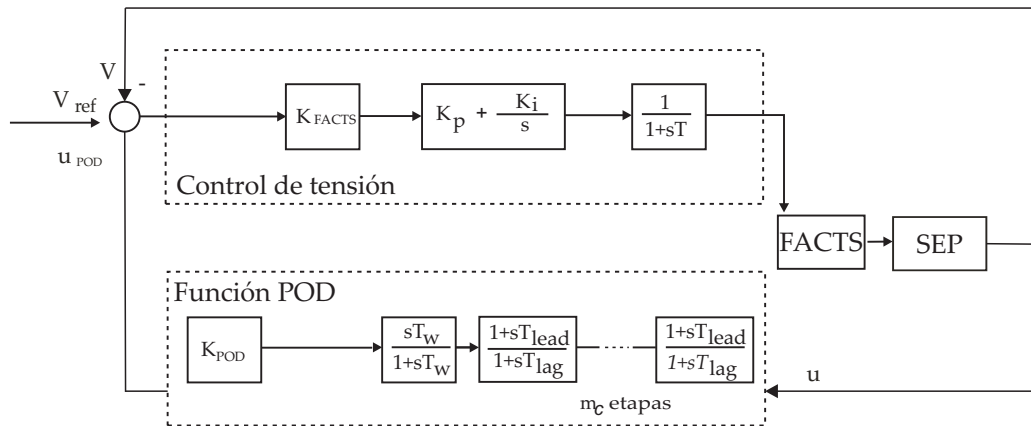 V
-
V ref
u POD
K FACTS
K p + K i / s
1 / 1+sT
Control de tensión
FACTS
SEP
Función POD
K POD
sT w / 1+sT w
1+sT lead / 1+sT lag
1+sT lead / 1+sT lag
m c etapas
u